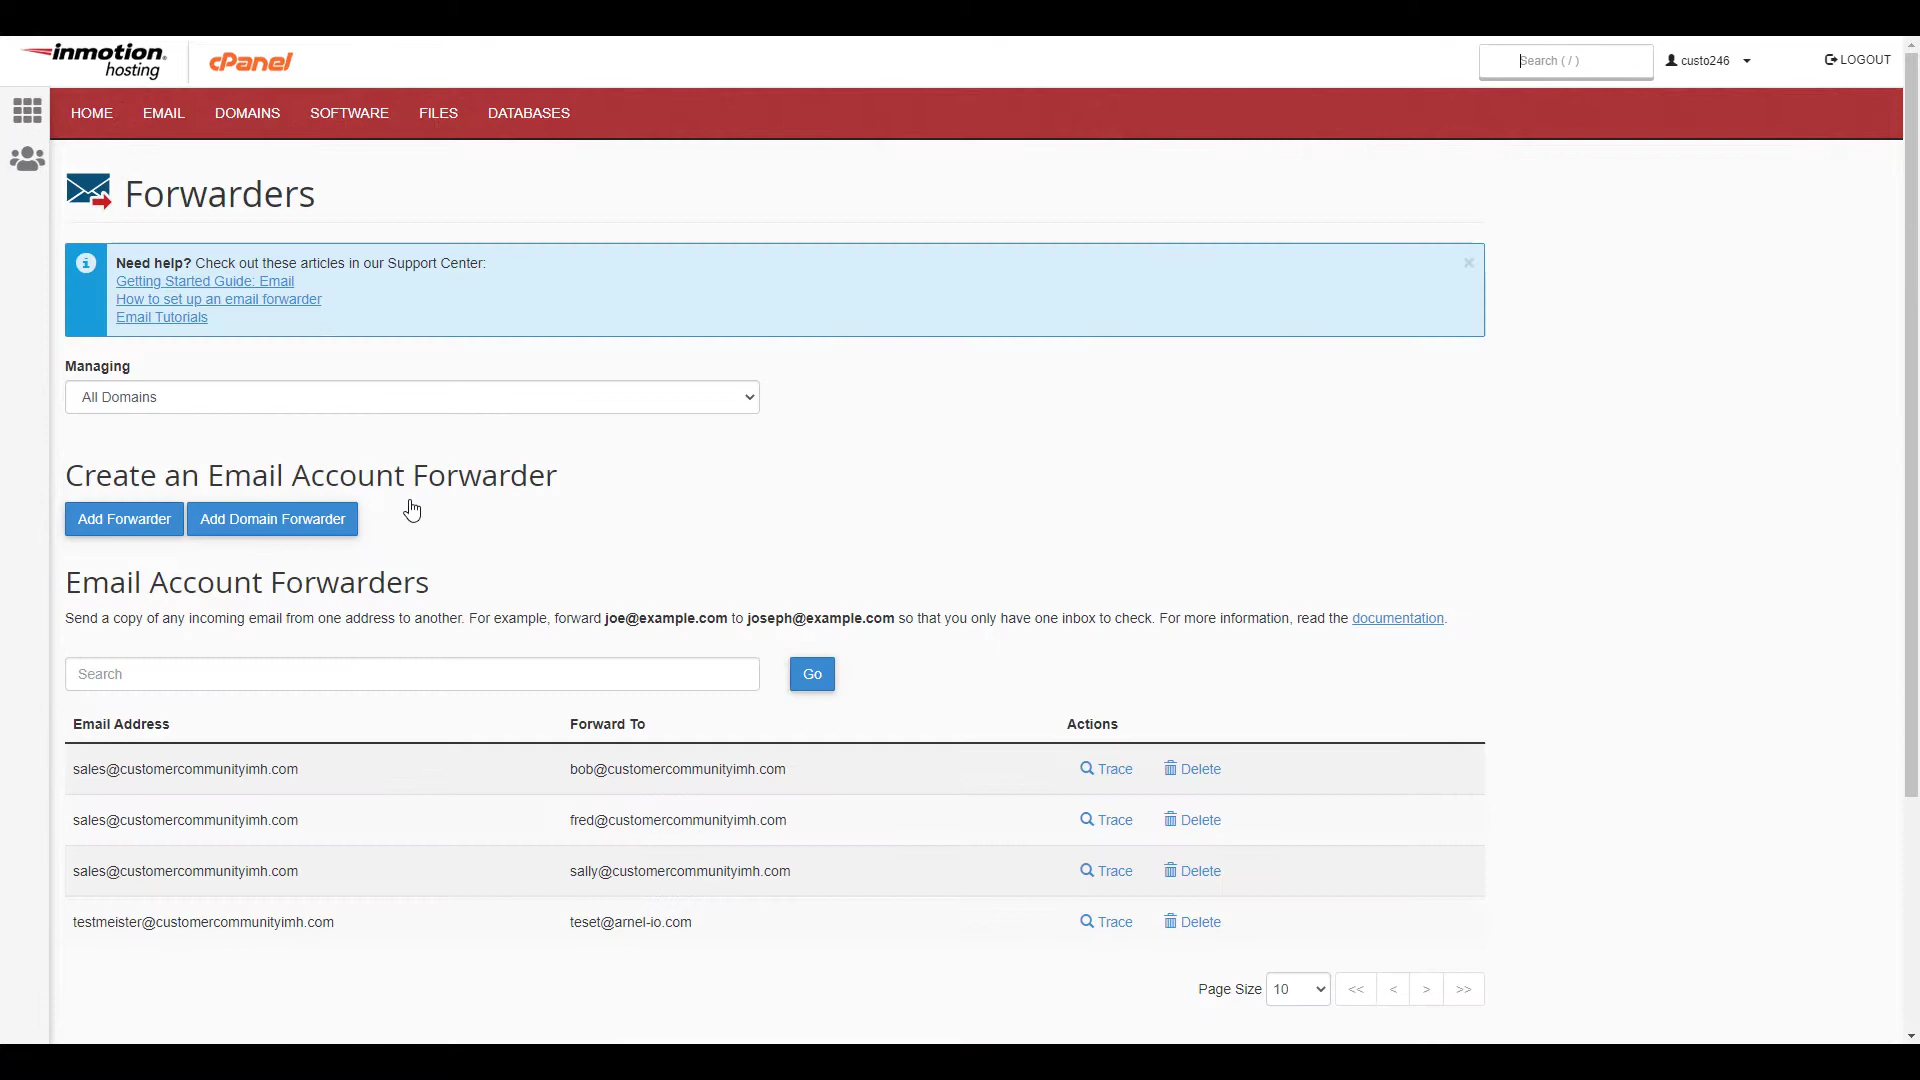 inmotion hosting
cPanel
Search ( / )
custo246
LOGOUT
HOME EMAIL DOMAINS SOFTWARE FILES DATABASES
Forwarders
Need help? Check out these articles in our Support Center:
Getting Started Guide: Email
How to set up an email forwarder
Email Tutorials
Managing
All Domains
Create an Email Account Forwarder
Add Forwarder Add Domain Forwarder
Email Account Forwarders
Send a copy of any incoming email from one address to another. For example, forward joe@example.com to joseph@example.com so that you only have one inbox to check. For more information, read the documentation.
Search Go
Email Address Forward To Actions
sales@customercommunityimh.com bob@customercommunityimh.com Trace Delete
sales@customercommunityimh.com fred@customercommunityimh.com Trace Delete
sales@customercommunityimh.com sally@customercommunityimh.com Trace Delete
testmeister@customercommunityimh.com teset@arnel-io.com Trace Delete
Page Size 10 << < > >>